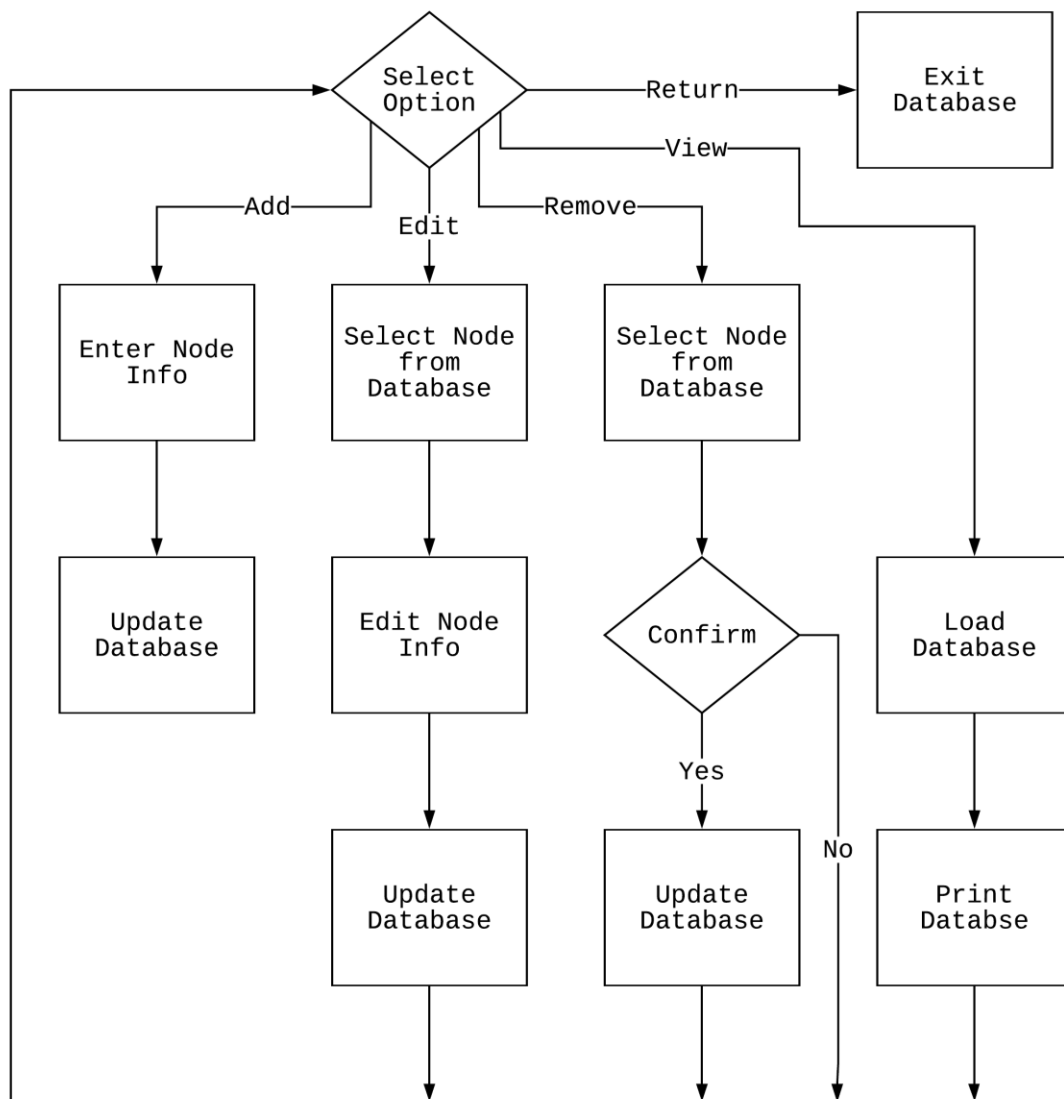 Select
Option
Return
Exit
Database
View
Add
Edit
Remove
Enter Node
Info
Select Node
from
Database
Select Node
from
Database
Update
Database
Edit Node
Info
Confirm
Load
Database
Yes
No
Update
Database
Update
Database
Print
Databse